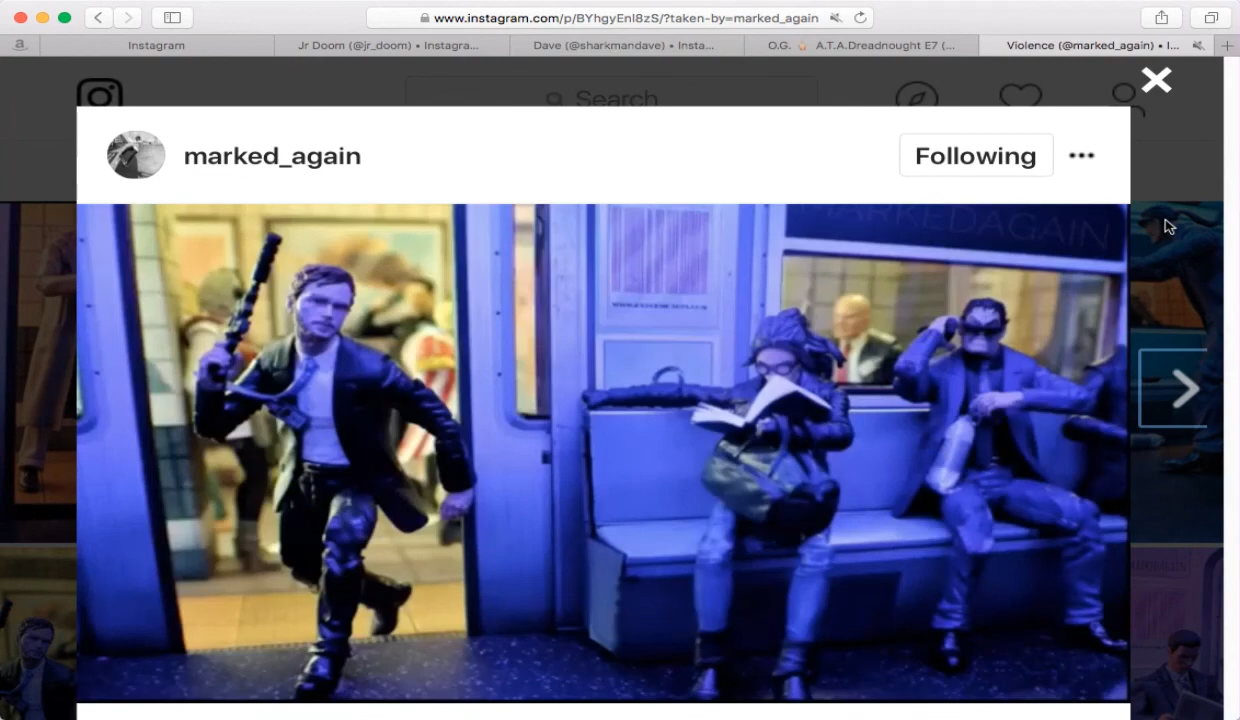 www.instagram.com/p/BYhgyEnl8zS/?taken-by=marked_again
a
Instagram
Jr Doom (@jr_doom) • Instagra...
Dave (@sharkmandave) • Insta...
O.G. 🔥 A.T.A.Dreadnought E7 (...
Violence (@marked_again) • I...
Search
marked_again
Following
MARKEDAGAIN